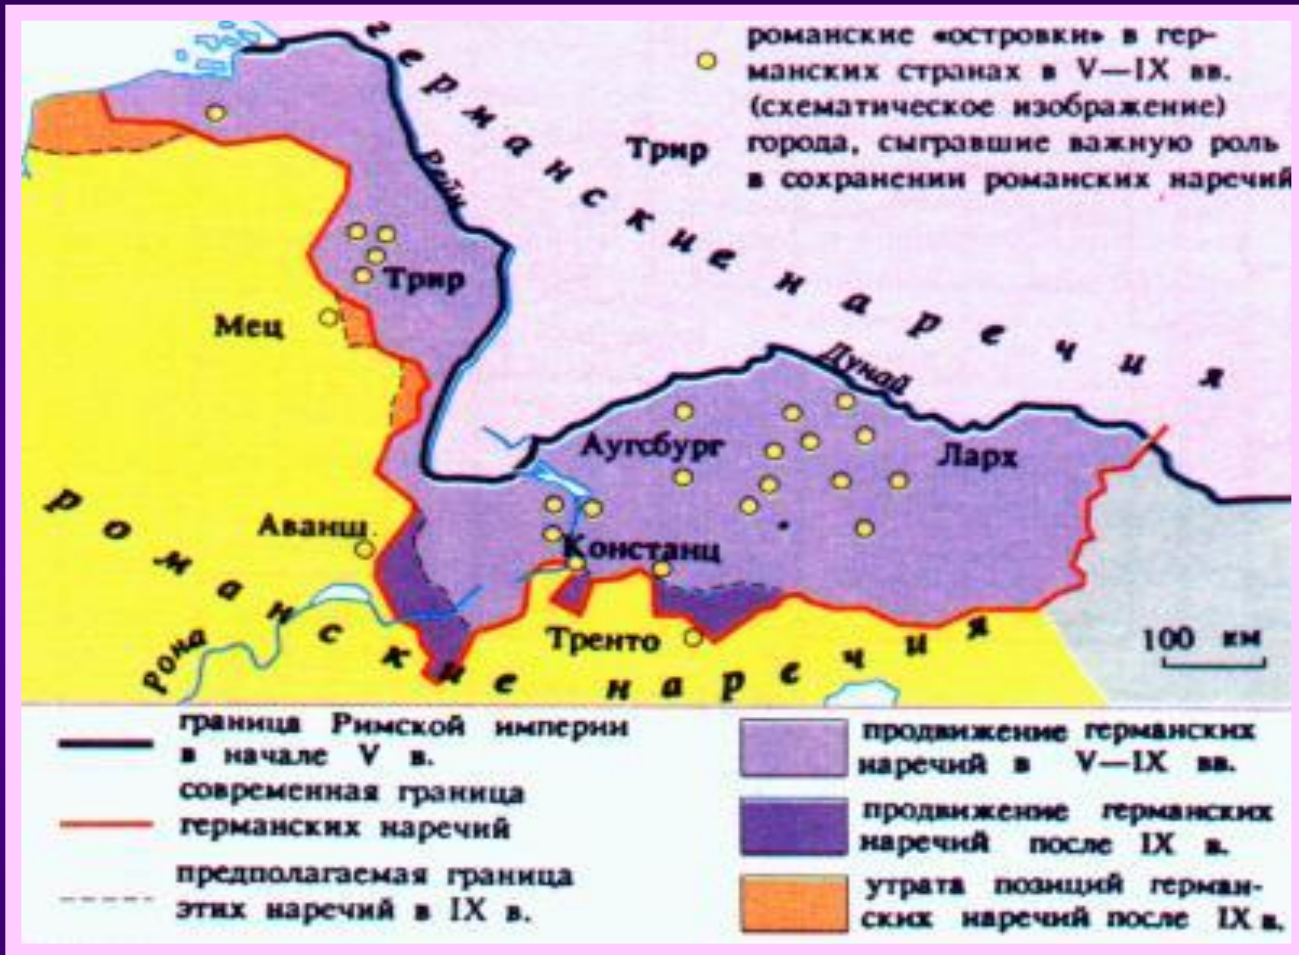 романские «островки» в гер-
манских странах в V—IX вв.
(схематическое изображение)
Трир
города, сыгравшие важную роль
в сохранении романских наречий
германские наречия
Рейн
Трир
Мец
Дунай
Аугсбург
Ларх
Аванш
Констанц
Тренто
Рона
романские наречия
100 км
граница Римской империи
в начале V в.
современная граница
германских наречий
предполагаемая граница
этих наречий в IX в.
продвижение германских
наречий в V—IX вв.
продвижение германских
наречий после IX в.
утрата позиций герман-
ских наречий после IX в.